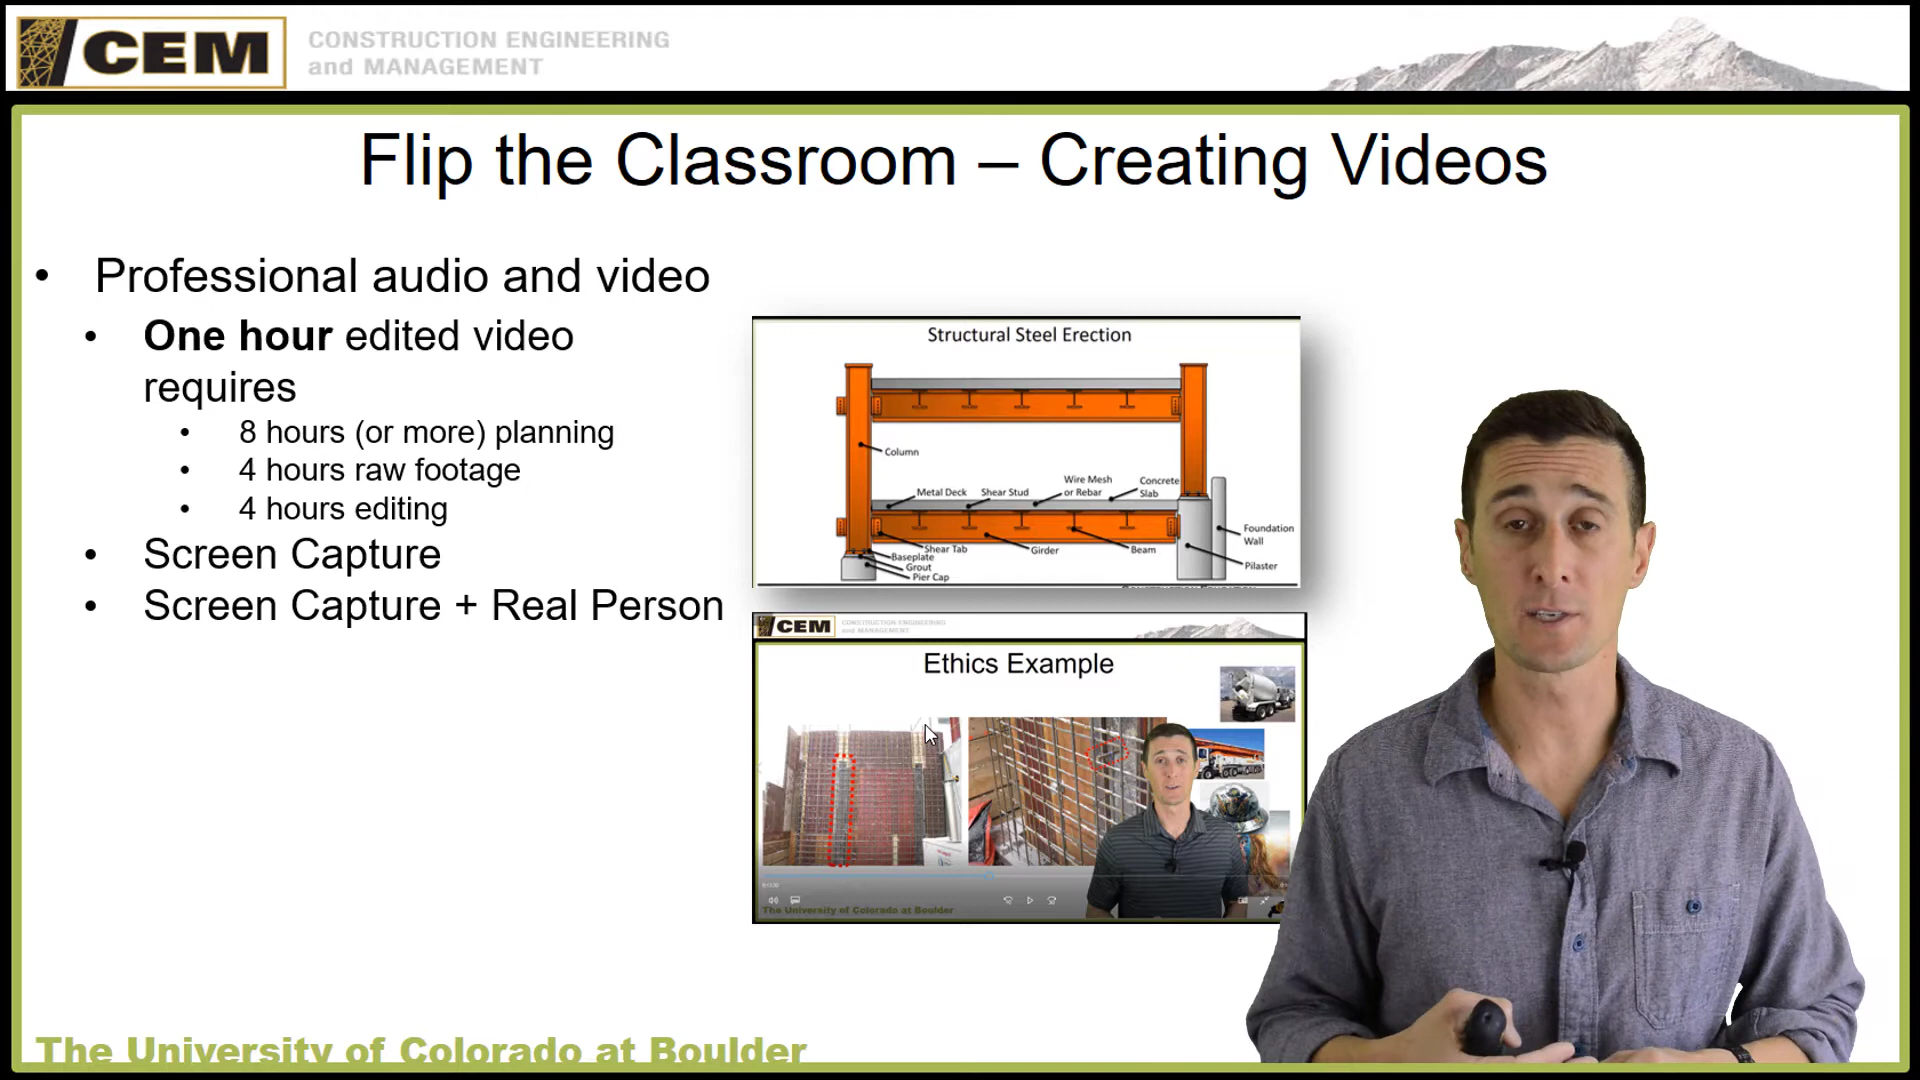 CEM
CONSTRUCTION ENGINEERING
and MANAGEMENT
Flip the Classroom – Creating Videos
• Professional audio and video
• One hour edited video
requires
• 8 hours (or more) planning
• 4 hours raw footage
• 4 hours editing
• Screen Capture
• Screen Capture + Real Person
Structural Steel Erection
Column
Metal Deck
Shear Stud
Wire Mesh
or Rebar
Concrete
Slab
Foundation
Wall
Shear Tab
Girder
Beam
Baseplate
Grout
Pier Cap
Pilaster
CEM
CONSTRUCTION ENGINEERING
and MANAGEMENT
Ethics Example
The University of Colorado at Boulder
The University of Colorado at Boulder